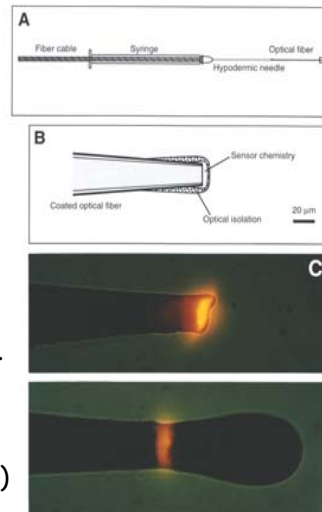 A
Fiber cable
Syringe
Optical fiber
Hypodermic needle
B
Sensor chemistry
Coated optical fiber
Optical isolation
20 µm
C
.
)